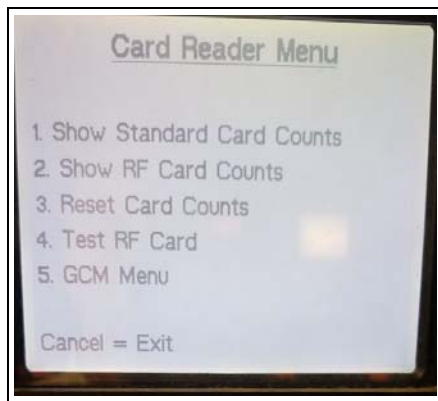 Card Reader Menu
1. Show Standard Card Counts
2. Show RF Card Counts
3. Reset Card Counts
4. Test RF Card
5. GCM Menu
Cancel = Exit